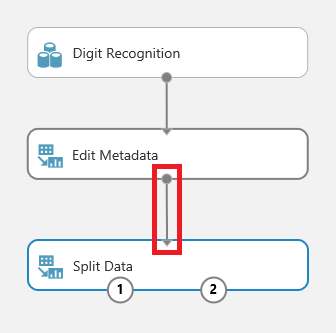 Digit Recognition
Edit Metadata
Split Data
1
2